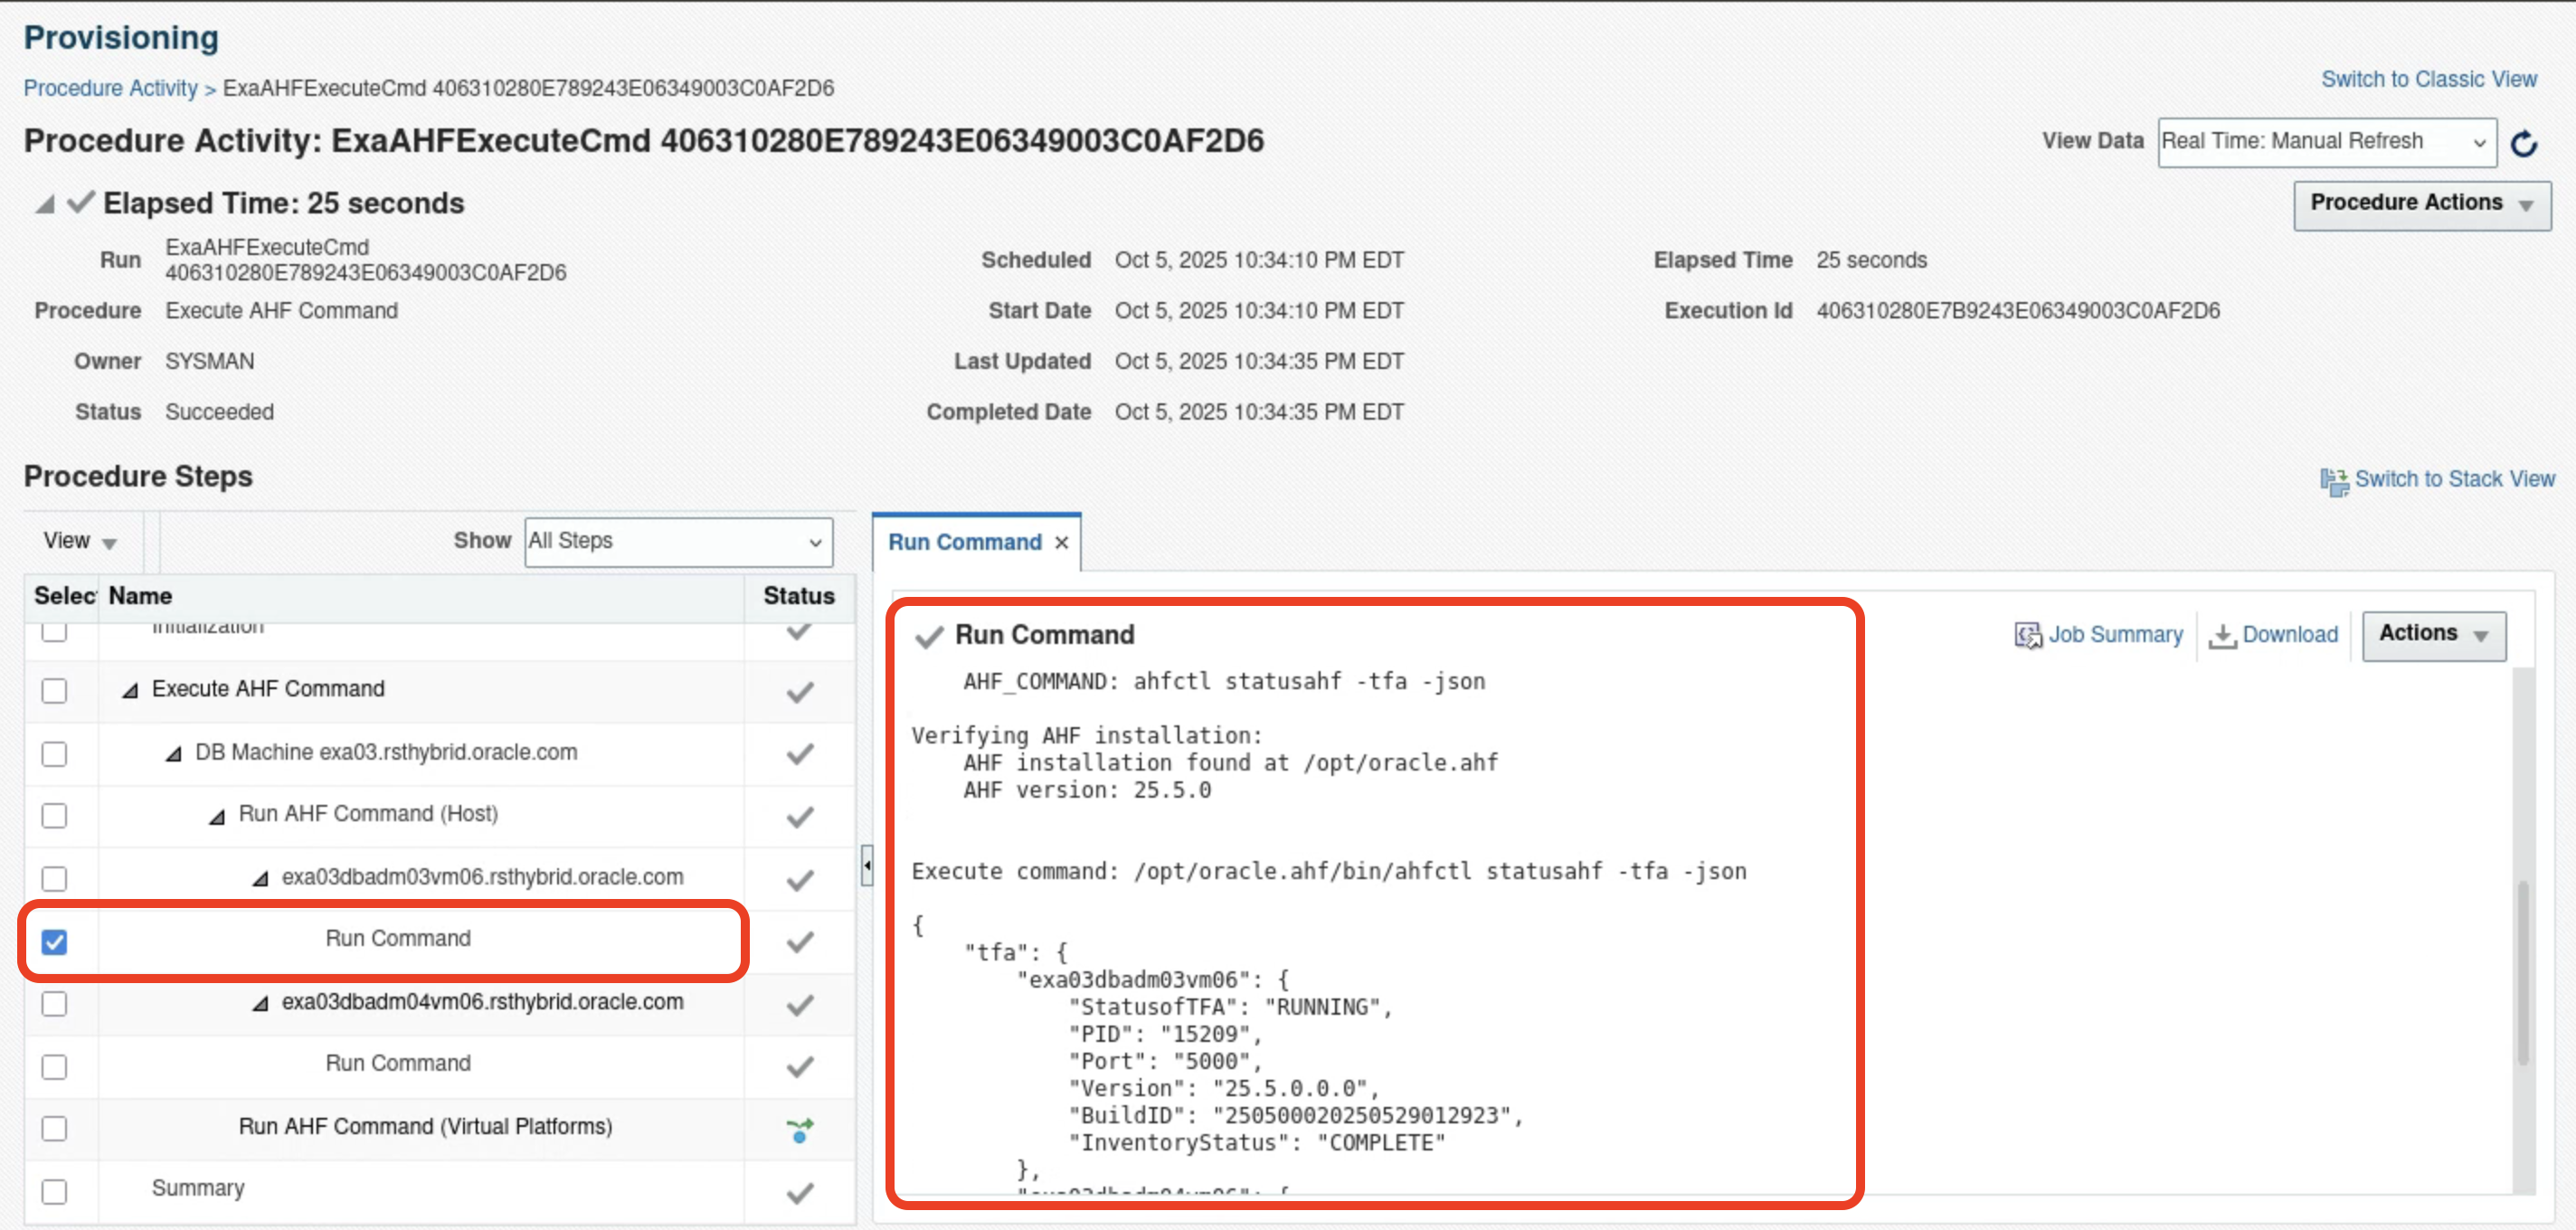 Provisioning
Procedure Activity > ExaAHFExecuteCmd 406310280E789243E06349003C0AF2D6
Switch to Classic View
Procedure Activity: ExaAHFExecuteCmd 406310280E789243E06349003C0AF2D6
View Data Real Time: Manual Refresh
Elapsed Time: 25 seconds
Procedure Actions
Run ExaAHFExecuteCmd
406310280E789243E06349003C0AF2D6
Scheduled Oct 5, 2025 10:34:10 PM EDT
Elapsed Time 25 seconds
Procedure Execute AHF Command
Start Date Oct 5, 2025 10:34:10 PM EDT
Execution Id 406310280E7B9243E06349003C0AF2D6
Owner SYSMAN
Last Updated Oct 5, 2025 10:34:35 PM EDT
Status Succeeded
Completed Date Oct 5, 2025 10:34:35 PM EDT
Procedure Steps
Switch to Stack View
View
Show All Steps
Selec Name Status
Initialization
Execute AHF Command
DB Machine exa03.rsthybrid.oracle.com
Run AHF Command (Host)
exa03dbadm03vm06.rsthybrid.oracle.com
Run Command
exa03dbadm04vm06.rsthybrid.oracle.com
Run Command
Run AHF Command (Virtual Platforms)
Summary
Run Command ×
Run Command
Job Summary
Download
Actions
AHF_COMMAND: ahfctl statusahf -tfa -json
Verifying AHF installation:
AHF installation found at /opt/oracle.ahf
AHF version: 25.5.0
Execute command: /opt/oracle.ahf/bin/ahfctl statusahf -tfa -json
{
"tfa": {
"exa03dbadm03vm06": {
"StatusofTFA": "RUNNING",
"PID": "15209",
"Port": "5000",
"Version": "25.5.0.0.0",
"BuildID": "250500020250529012923",
"InventoryStatus": "COMPLETE"
},
"exa03dbadm04vm06": {